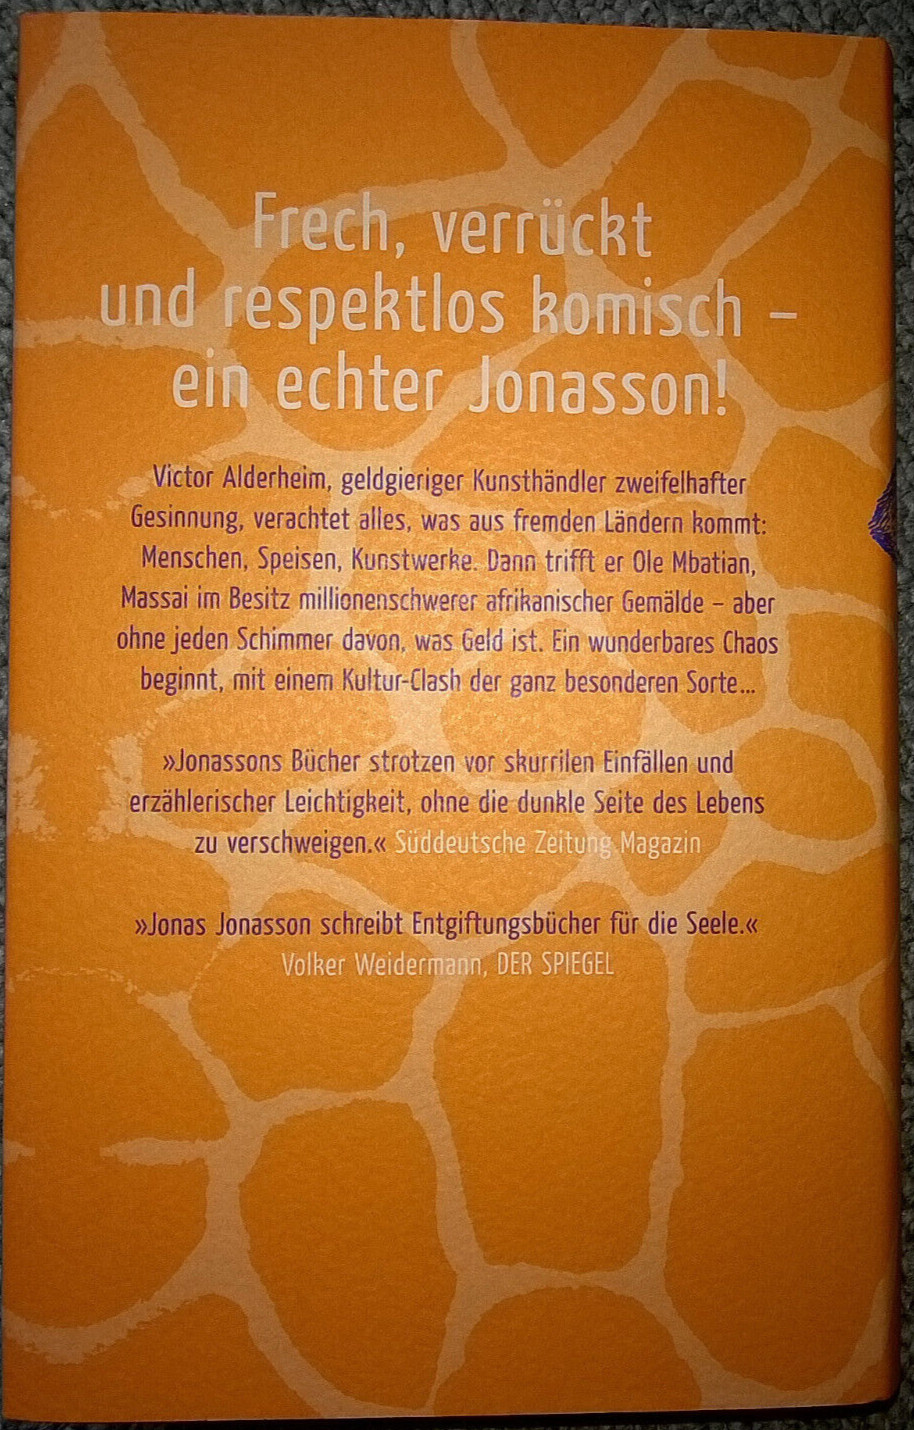 Frech, verrückt
und respektlos komisch –
ein echter Jonasson!
Victor Alderheim, geldgieriger Kunsthändler zweifelhafter
Gesinnung, verachtet alles, was aus fremden Ländern kommt:
Menschen, Speisen, Kunstwerke. Dann trifft er Ole Mbatian,
Massai im Besitz millionenschwerer afrikanischer Gemälde – aber
ohne jeden Schimmer davon, was Geld ist. Ein wunderbares Chaos
beginnt, mit einem Kultur-Clash der ganz besonderen Sorte...
»Jonassons Bücher strotzen vor skurrilen Einfällen und
erzählerischer Leichtigkeit, ohne die dunkle Seite des Lebens
zu verschweigen.« Süddeutsche Zeitung Magazin
»Jonas Jonasson schreibt Entgiftungsbücher für die Seele.«
Volker Weidermann, DER SPIEGEL